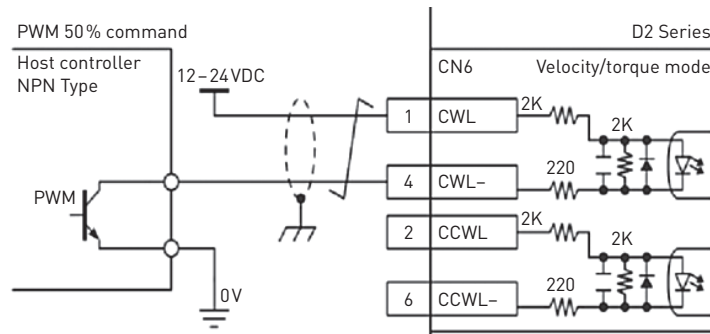 PWM 50% command
D2 Series
Host controller
NPN Type
12–24VDC
CN6
Velocity/torque mode
1 CWL 2K
2K
4 CWL– 220
PWM
2 CCWL 2K
2K
6 CCWL– 220
0V